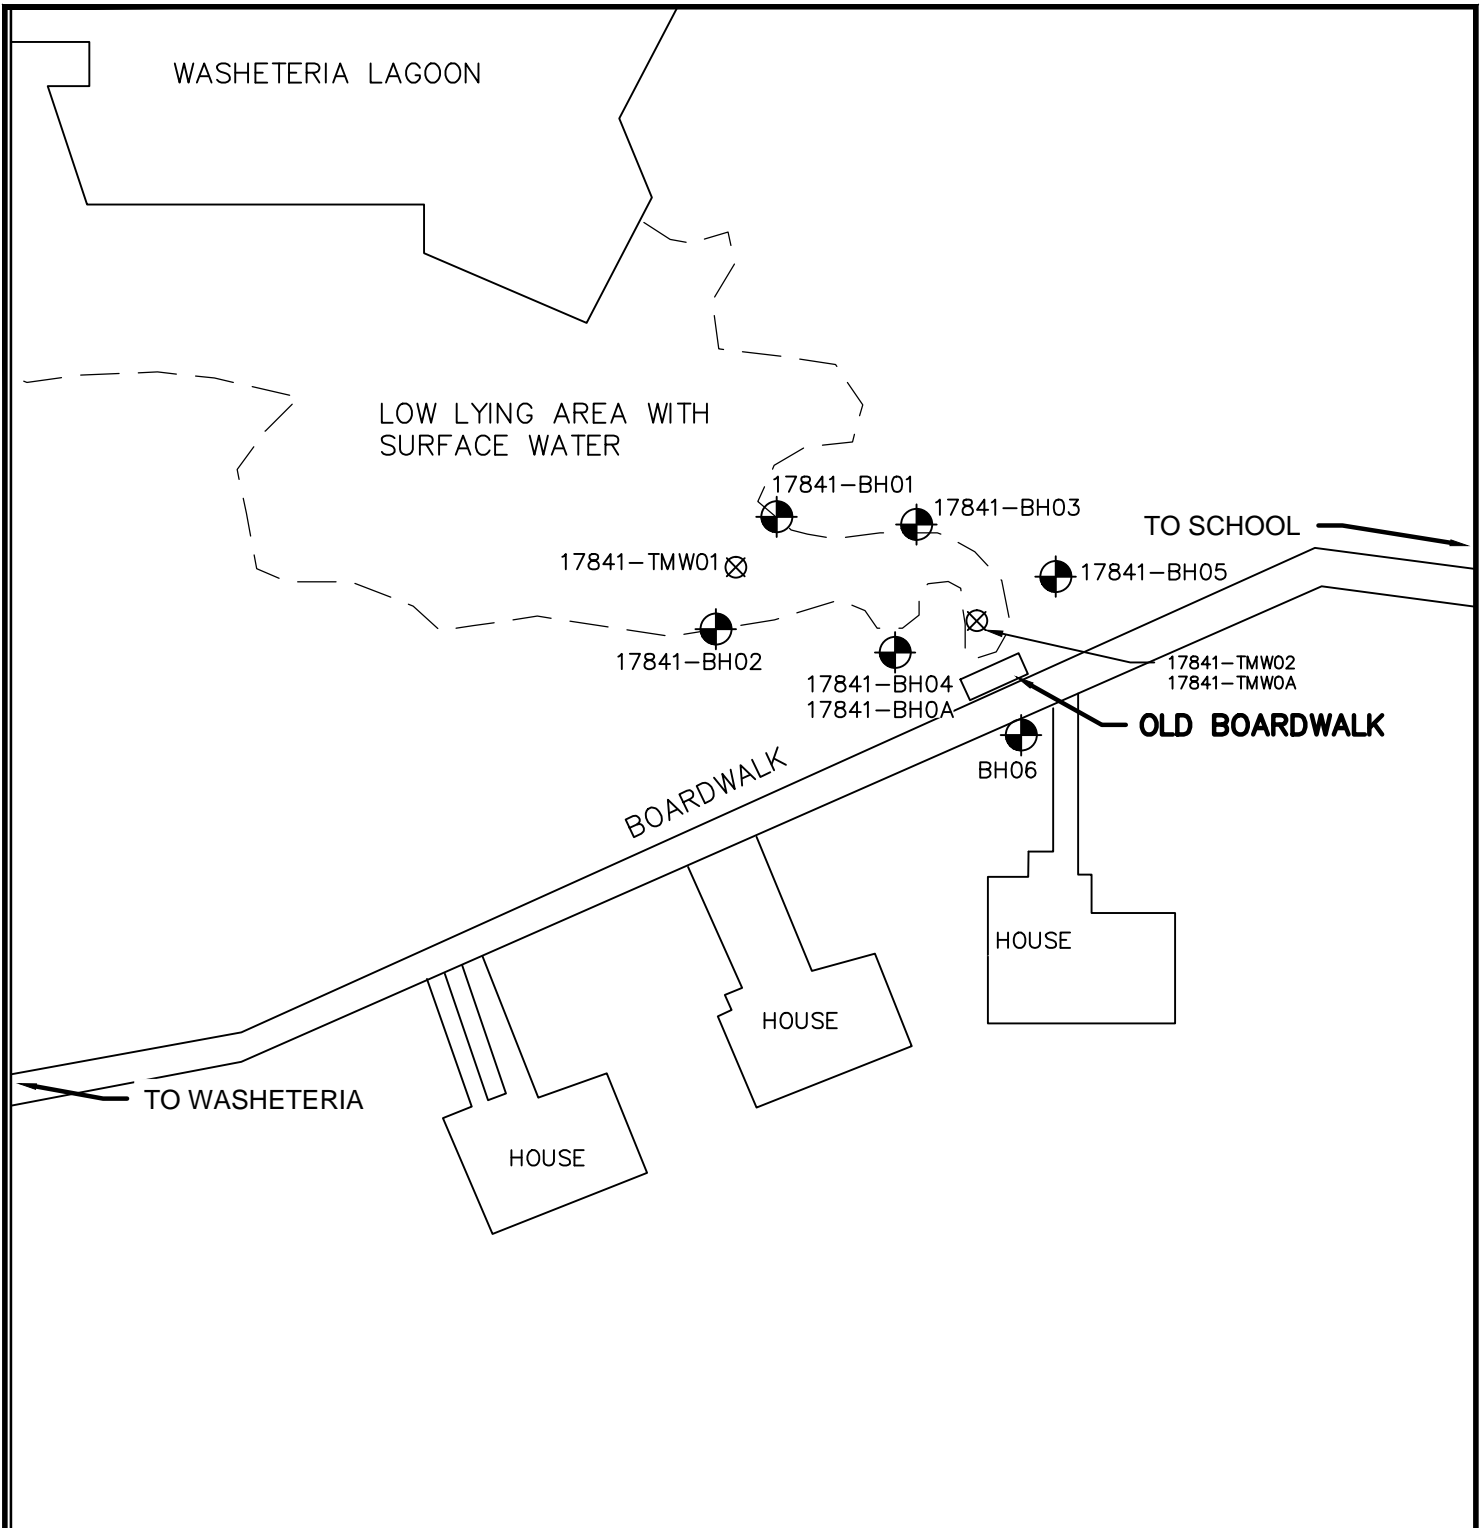 WASHETERIA LAGOON
LOW LYING AREA WITH
SURFACE WATER
17841-BH01
17841-BH03
TO SCHOOL
17841-TMW01
17841-BH05
17841-BH02
17841-TMW02
17841-TMW0A
17841-BH04
17841-BH0A
OLD BOARDWALK
BH06
BOARDWALK
HOUSE
HOUSE
TO WASHETERIA
HOUSE